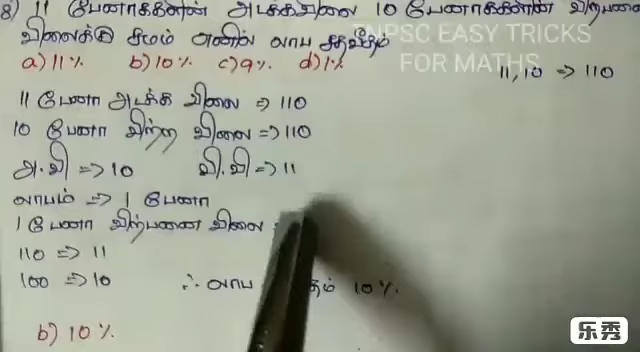 8) 11 பேனாக்களின் அடக்கவிலை 10 பேனாக்களின் விற்பனை
விலைக்கு சமம் எனில் லாப சதவீதம்
TNPSC EASY TRICKS
FOR MATHS
a) 11% b) 10% c) 9% d) 1%
11, 10 => 110
11 பேனா அடக்க விலை => 110
10 பேனா விற்ற விலை => 110
அ.வி => 10 வி.வி => 11
லாபம் => 1 பேனா
1 பேனா விற்பனை விலை =
110 => 11
100 => 10 ∴ லாப 10%.
b) 10%.
乐秀